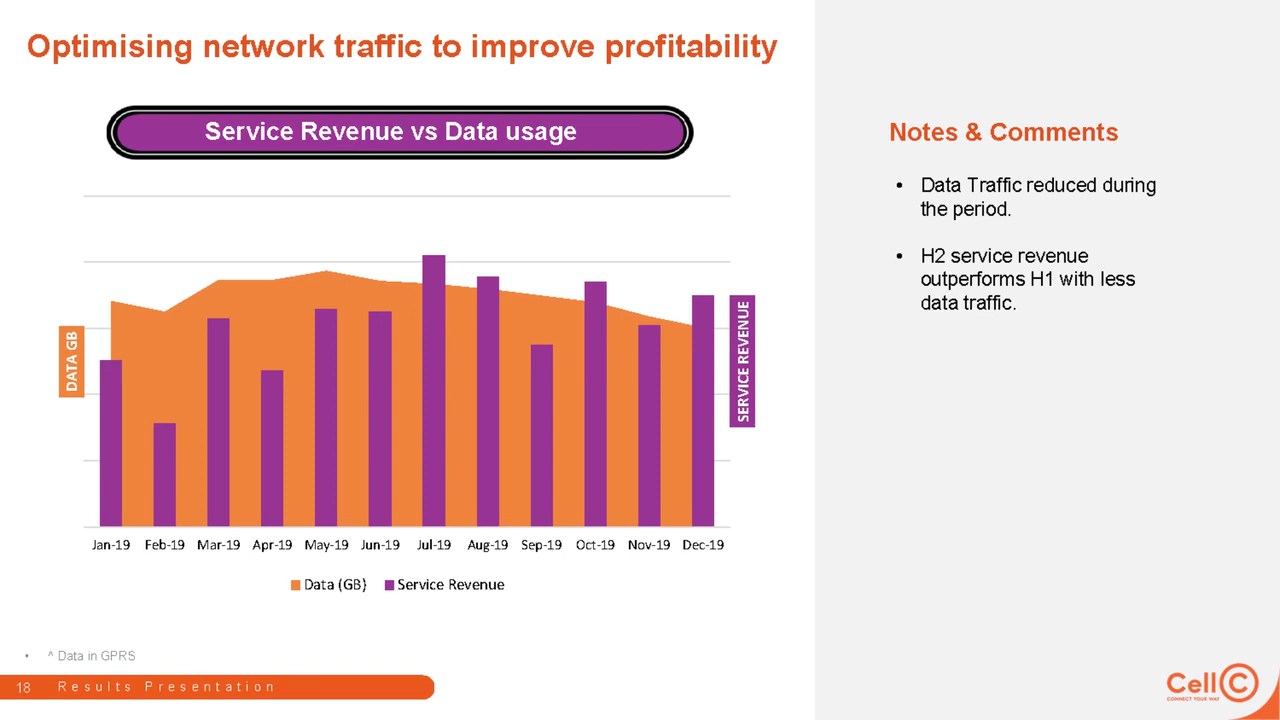 Optimising network traffic to improve profitability
Service Revenue vs Data usage
DATA GB
SERVICE REVENUE
Jan-19 Feb-19 Mar-19 Apr-19 May-19 Jun-19 Jul-19 Aug-19 Sep-19 Oct-19 Nov-19 Dec-19
Data (GB) Service Revenue
Notes & Comments
• Data Traffic reduced during
the period.
• H2 service revenue
outperforms H1 with less
data traffic.
• ^ Data in GPRS
18 Results Presentation
Cell C
CONNECT YOUR WAY